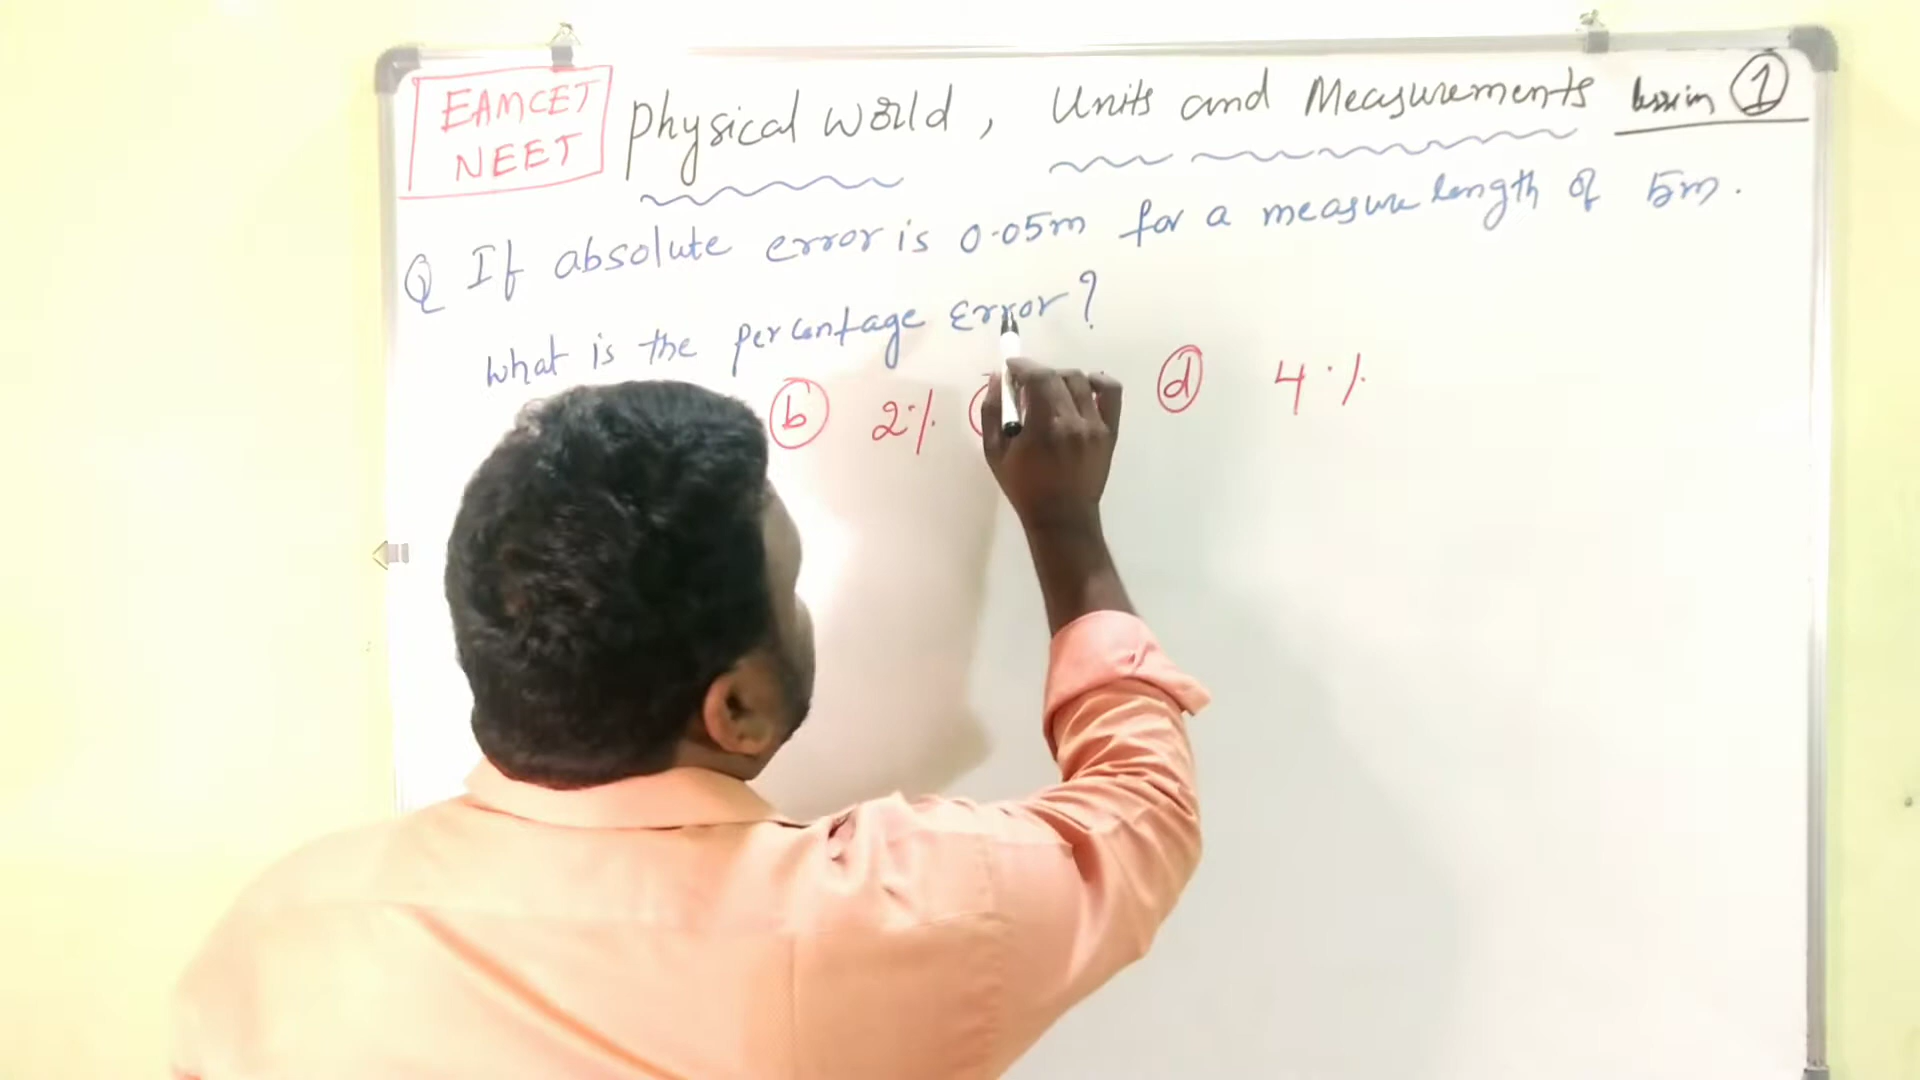 EAMCET
NEET
Physical World, Units and Measurements lession 1
Q If absolute error is 0.05m for a measure length of 5m.
What is the percentage Error?
b 2% d 4%